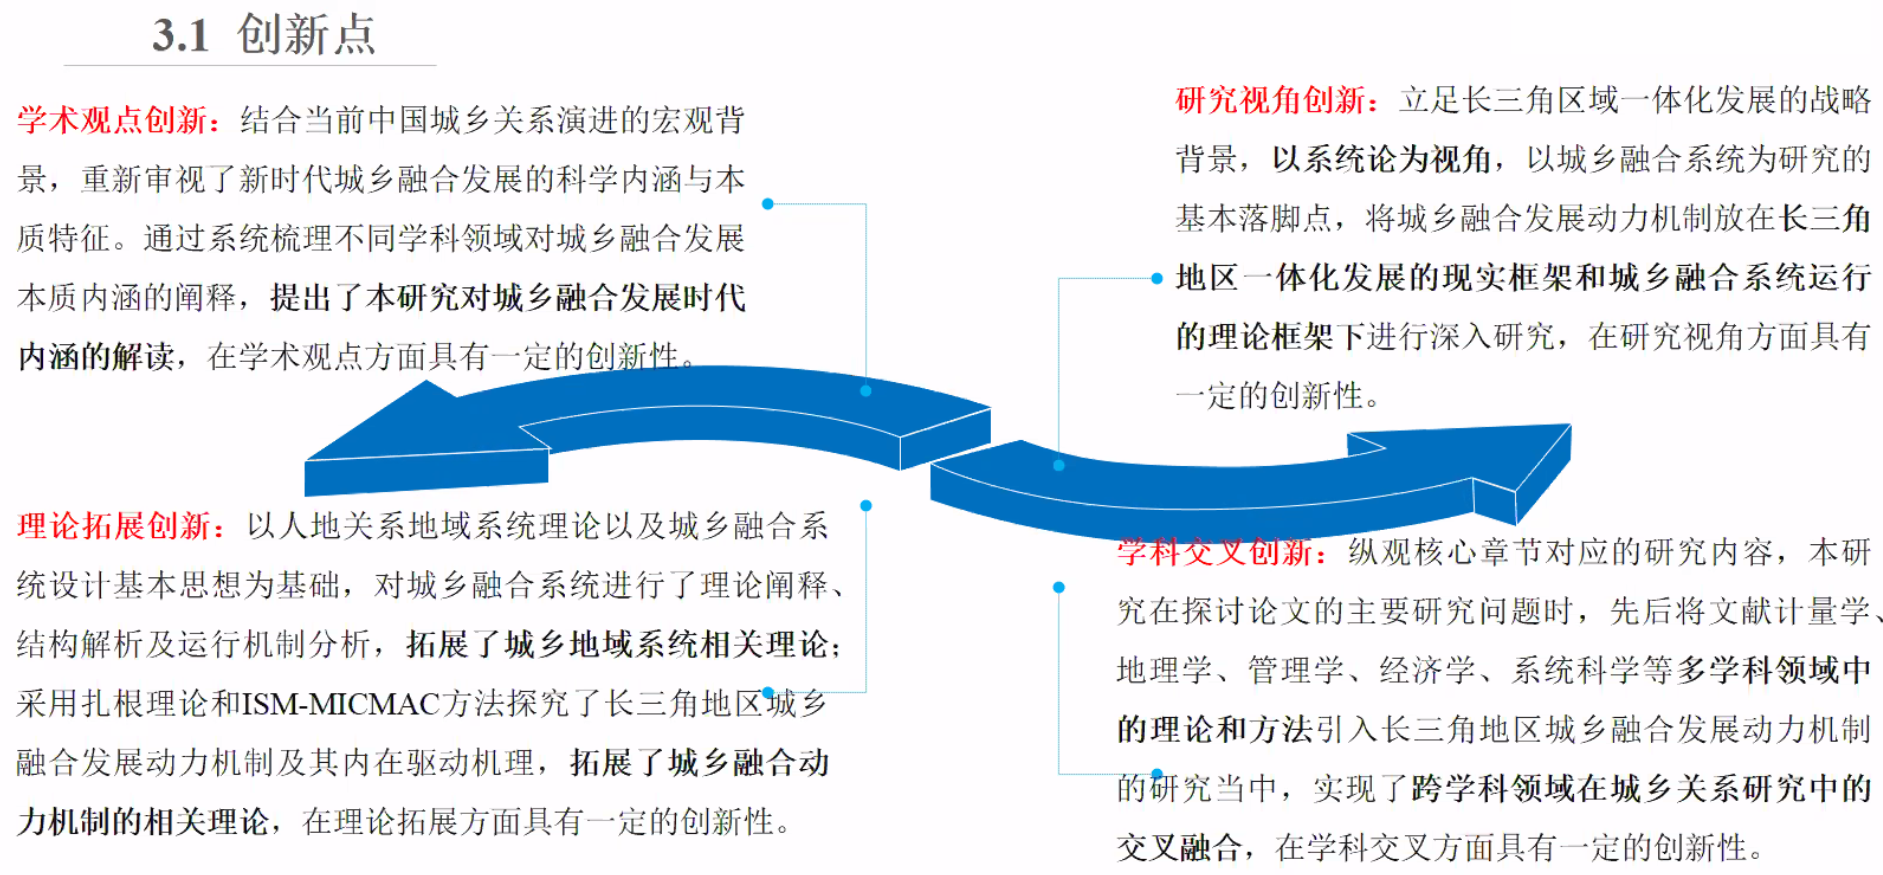 3.1 创新点
学术观点创新：结合当前中国城乡关系演进的宏观背
景，重新审视了新时代城乡融合发展的科学内涵与本
质特征。通过系统梳理不同学科领域对城乡融合发展
本质内涵的阐释，提出了本研究对城乡融合发展时代
内涵的解读，在学术观点方面具有一定的创新性。
研究视角创新：立足长三角区域一体化发展的战略
背景，以系统论为视角，以城乡融合系统为研究的
基本落脚点，将城乡融合发展动力机制放在长三角
地区一体化发展的现实框架和城乡融合系统运行
的理论框架下进行深入研究，在研究视角方面具有
一定的创新性。
理论拓展创新：以人地关系地域系统理论以及城乡融合系
统设计基本思想为基础，对城乡融合系统进行了理论阐释、
结构解析及运行机制分析，拓展了城乡地域系统相关理论；
采用扎根理论和ISM-MICMAC方法探究了长三角地区城乡
融合发展动力机制及其内在驱动机理，拓展了城乡融合动
力机制的相关理论，在理论拓展方面具有一定的创新性。
学科交叉创新：纵观核心章节对应的研究内容，本研
究在探讨论文的主要研究问题时，先后将文献计量学、
地理学、管理学、经济学、系统科学等多学科领域中
的理论和方法引入长三角地区城乡融合发展动力机制
的研究当中，实现了跨学科领域在城乡关系研究中的
交叉融合，在学科交叉方面具有一定的创新性。